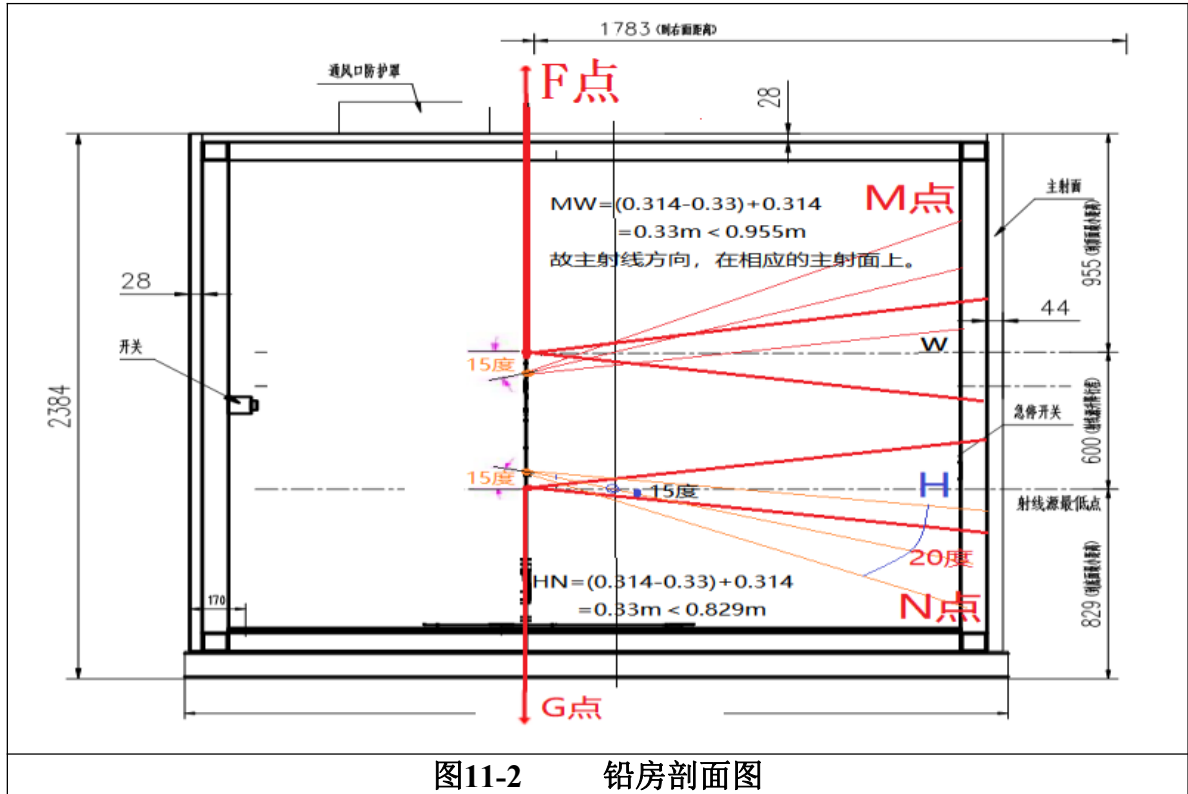 1783(到右面距离)
通风口防护罩
F点
28
MW=(0.314-0.33)+0.314
=0.33m<0.955m
故主射线方向，在相应的主射面上。
M点
主射面
28
44
开关
15度
W
2384
急停开关
15度
15度
H
射线源最低点
20度
HN=(0.314-0.33)+0.314
=0.33m<0.829m
N点
170
G点
955
600
829
图11-2 铅房剖面图